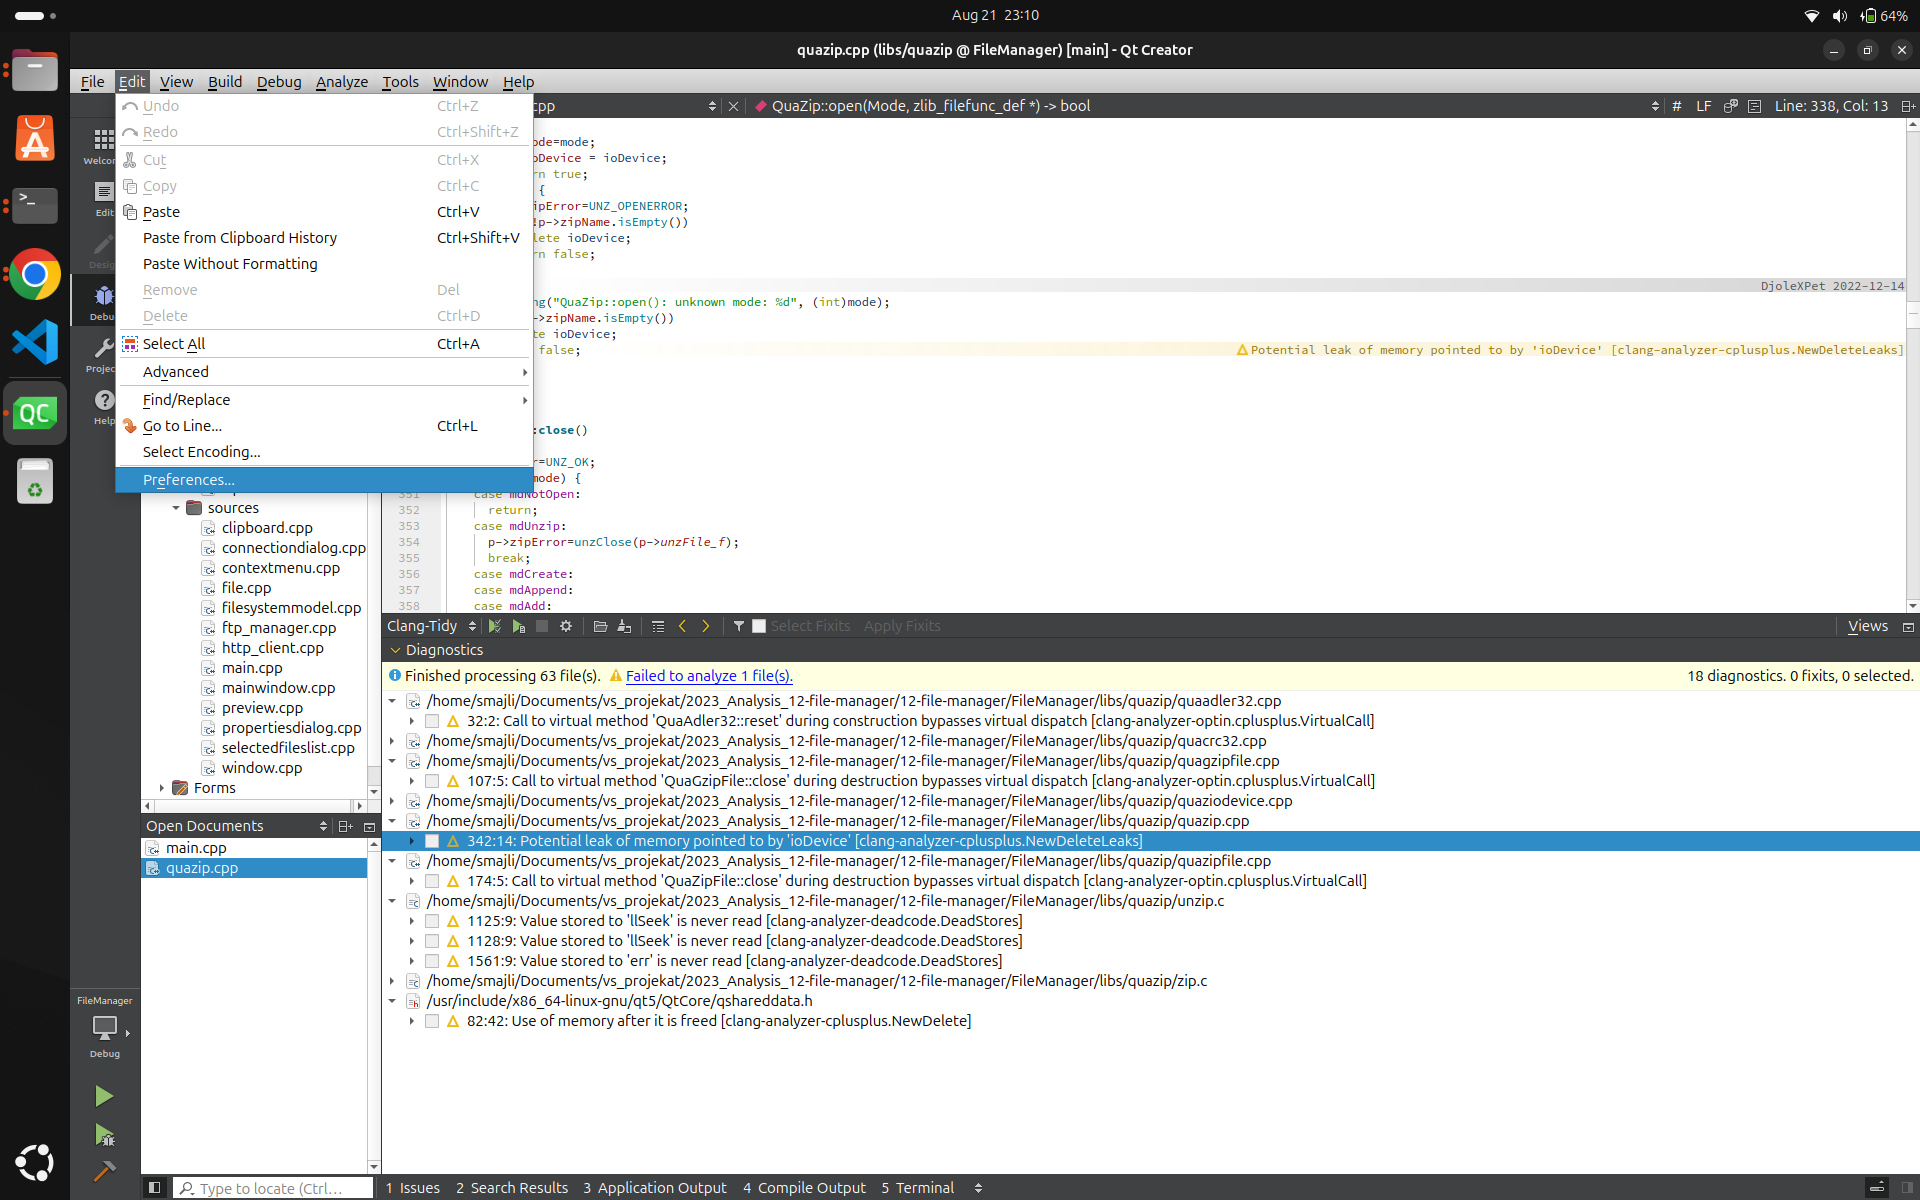 Aug 21 23:10
64%
quazip.cpp (libs/quazip @ FileManager) [main] - Qt Creator
File Edit View Build Debug Analyze Tools Window Help
Undo Ctrl+Z
Redo Ctrl+Shift+Z
Cut Ctrl+X
Copy Ctrl+C
Paste Ctrl+V
Paste from Clipboard History Ctrl+Shift+V
Paste Without Formatting
Remove Del
Delete Ctrl+D
Select All Ctrl+A
Advanced
Find/Replace
Go to Line... Ctrl+L
Select Encoding...
Preferences...
Welcom
Edit
Desig
Debu
Projec
Help
cpp
QuaZip::open(Mode, zlib_filefunc_def *) -> bool
# LF Line: 338, Col: 13
ode=mode;
oDevice = ioDevice;
rn true;
{
ipError=UNZ_OPENERROR;
!p->zipName.isEmpty())
lete ioDevice;
rn false;
DjoleXPet 2022-12-14
ng("QuaZip::open(): unknown mode: %d", (int)mode);
->zipName.isEmpty())
te ioDevice;
false;
Potential leak of memory pointed to by 'ioDevice' [clang-analyzer-cplusplus.NewDeleteLeaks]
:close()
r=UNZ_OK;
mode) {
351 case mdNotOpen:
352 return;
353 case mdUnzip:
354 p->zipError=unzClose(p->unzFile_f);
355 break;
356 case mdCreate:
357 case mdAppend:
358 case mdAdd:
sources
clipboard.cpp
connectiondialog.cpp
contextmenu.cpp
file.cpp
filesystemmodel.cpp
ftp_manager.cpp
http_client.cpp
main.cpp
mainwindow.cpp
preview.cpp
propertiesdialog.cpp
selectedfileslist.cpp
window.cpp
Forms
Open Documents
main.cpp
quazip.cpp
Clang-Tidy Select Fixits Apply Fixits Views
Diagnostics
Finished processing 63 file(s). Failed to analyze 1 file(s). 18 diagnostics. 0 fixits, 0 selected.
/home/smajli/Documents/vs_projekat/2023_Analysis_12-file-manager/12-file-manager/FileManager/libs/quazip/quaadler32.cpp
32:2: Call to virtual method 'QuaAdler32::reset' during construction bypasses virtual dispatch [clang-analyzer-optin.cplusplus.VirtualCall]
/home/smajli/Documents/vs_projekat/2023_Analysis_12-file-manager/12-file-manager/FileManager/libs/quazip/quacrc32.cpp
/home/smajli/Documents/vs_projekat/2023_Analysis_12-file-manager/12-file-manager/FileManager/libs/quazip/quagzipfile.cpp
107:5: Call to virtual method 'QuaGzipFile::close' during destruction bypasses virtual dispatch [clang-analyzer-optin.cplusplus.VirtualCall]
/home/smajli/Documents/vs_projekat/2023_Analysis_12-file-manager/12-file-manager/FileManager/libs/quazip/quaziodevice.cpp
/home/smajli/Documents/vs_projekat/2023_Analysis_12-file-manager/12-file-manager/FileManager/libs/quazip/quazip.cpp
342:14: Potential leak of memory pointed to by 'ioDevice' [clang-analyzer-cplusplus.NewDeleteLeaks]
/home/smajli/Documents/vs_projekat/2023_Analysis_12-file-manager/12-file-manager/FileManager/libs/quazip/quazipfile.cpp
174:5: Call to virtual method 'QuaZipFile::close' during destruction bypasses virtual dispatch [clang-analyzer-optin.cplusplus.VirtualCall]
/home/smajli/Documents/vs_projekat/2023_Analysis_12-file-manager/12-file-manager/FileManager/libs/quazip/unzip.c
1125:9: Value stored to 'llSeek' is never read [clang-analyzer-deadcode.DeadStores]
1128:9: Value stored to 'llSeek' is never read [clang-analyzer-deadcode.DeadStores]
1561:9: Value stored to 'err' is never read [clang-analyzer-deadcode.DeadStores]
/home/smajli/Documents/vs_projekat/2023_Analysis_12-file-manager/12-file-manager/FileManager/libs/quazip/zip.c
/usr/include/x86_64-linux-gnu/qt5/QtCore/qshareddata.h
82:42: Use of memory after it is freed [clang-analyzer-cplusplus.NewDelete]
FileManager
Debug
QC
Type to locate (Ctrl...
1 Issues 2 Search Results 3 Application Output 4 Compile Output 5 Terminal